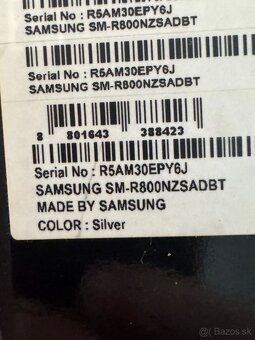 Serial No : R5AM30EPY6J
SAMSUNG SM-R800NZSADBT
Serial No : R5AM30EPY6J
SAMSUNG SM-R800NZSADBT
8 801643 388423
Serial No : R5AM30EPY6J
SAMSUNG SM-R800NZSADBT
MADE BY SAMSUNG
COLOR : Silver
Bazos.sk